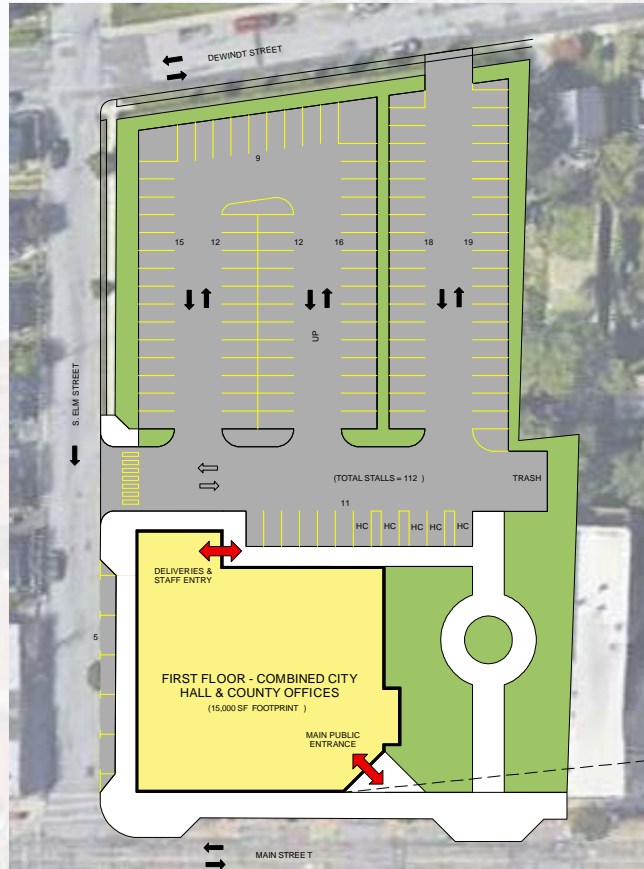 DEWINDT STREET
9
15
12
12
16
18
19
UP
S. ELM STREET
(TOTAL STALLS = 112 )
TRASH
11
HC
HC
HC
HC
DELIVERIES &
STAFF ENTRY
5
FIRST FLOOR - COMBINED CITY
HALL & COUNTY OFFICES
(15,000 SF FOOTPRINT )
MAIN PUBLIC
ENTRANCE
MAIN STREE T